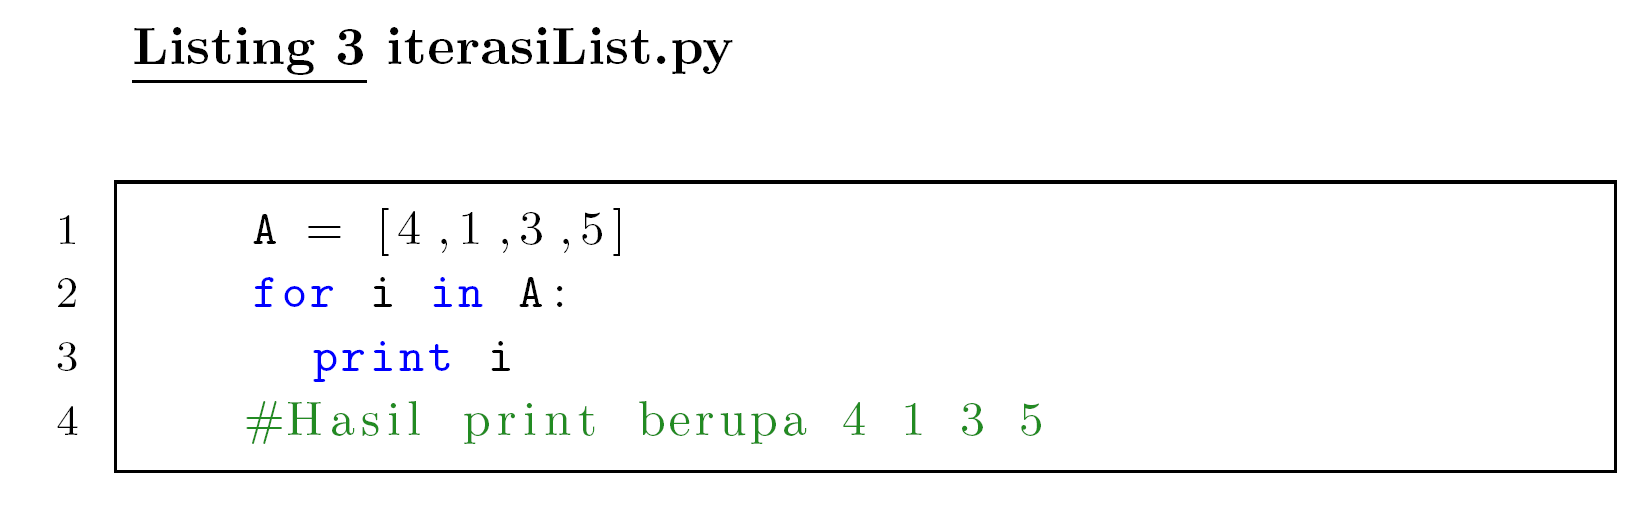 Listing 3 iterasiList.py
1 A = [4,1,3,5]
2 for i in A:
3 print i
4 #Hasil print berupa 4 1 3 5